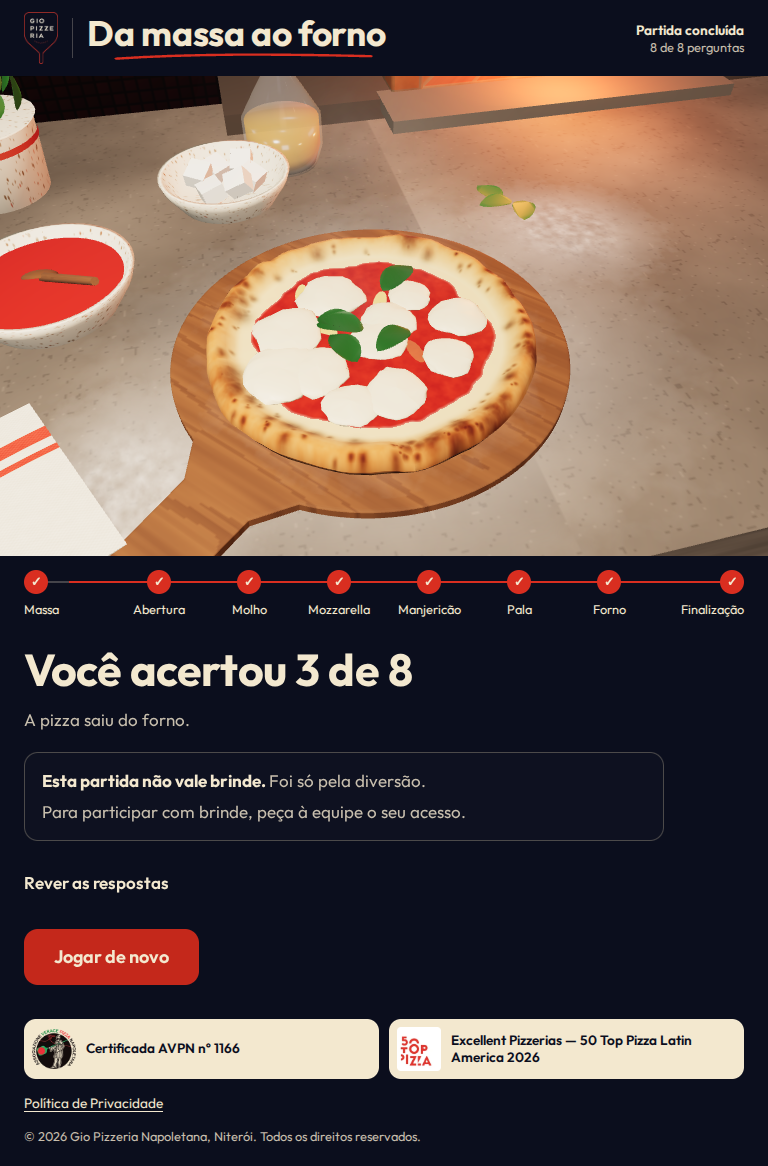 GIO
PIZZE
RIA
Da massa ao forno
Partida concluída
8 de 8 perguntas
Massa
Abertura
Molho
Mozzarella
Manjericão
Pala
Forno
Finalização
Você acertou 3 de 8
A pizza saiu do forno.
Esta partida não vale brinde. Foi só pela diversão.
Para participar com brinde, peça à equipe o seu acesso.
Rever as respostas
Jogar de novo
Certificada AVPN nº 1166
50
TOP
PIZZA
Excellent Pizzerias — 50 Top Pizza Latin
America 2026
Política de Privacidade
© 2026 Gio Pizzeria Napoletana, Niterói. Todos os direitos reservados.